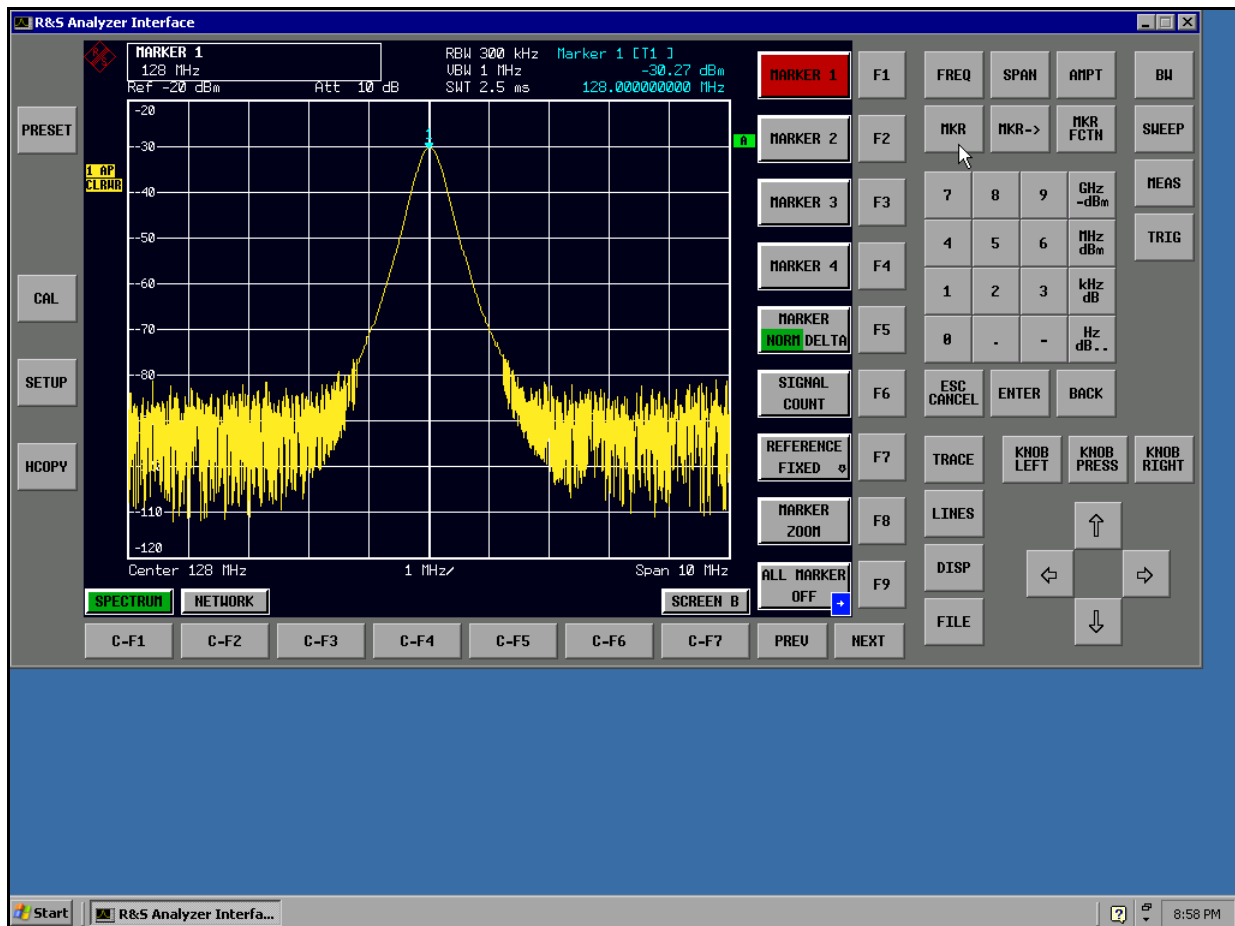 R&S Analyzer Interface
MARKER 1
128 MHz
RBW 300 kHz
Marker 1 [T1 ]
VBW 1 MHz
-30.27 dBm
Ref -20 dBm
Att 10 dB
SWT 2.5 ms
128.000000000 MHz
-20
-30
-40
-50
-60
-70
-80
-110
-120
1
A
1 AP
CLRWR
Center 128 MHz
1 MHz/
Span 10 MHz
SPECTRUM
NETWORK
SCREEN B
PRESET
CAL
SETUP
HCOPY
MARKER 1
MARKER 2
MARKER 3
MARKER 4
MARKER
NORM DELTA
SIGNAL
COUNT
REFERENCE
FIXED
MARKER
ZOOM
ALL MARKER
OFF
F1
F2
F3
F4
F5
F6
F7
F8
F9
C-F1
C-F2
C-F3
C-F4
C-F5
C-F6
C-F7
PREV
NEXT
FREQ
SPAN
AMPT
BW
MKR
MKR->
MKR
FCTN
SWEEP
7
8
9
GHz
-dBm
MEAS
4
5
6
MHz
dBm
TRIG
1
2
3
kHz
dB
0
.
-
Hz
dB..
ESC
CANCEL
ENTER
BACK
TRACE
KNOB
LEFT
KNOB
PRESS
KNOB
RIGHT
LINES
DISP
FILE
Start
R&S Analyzer Interfa...
8:58 PM